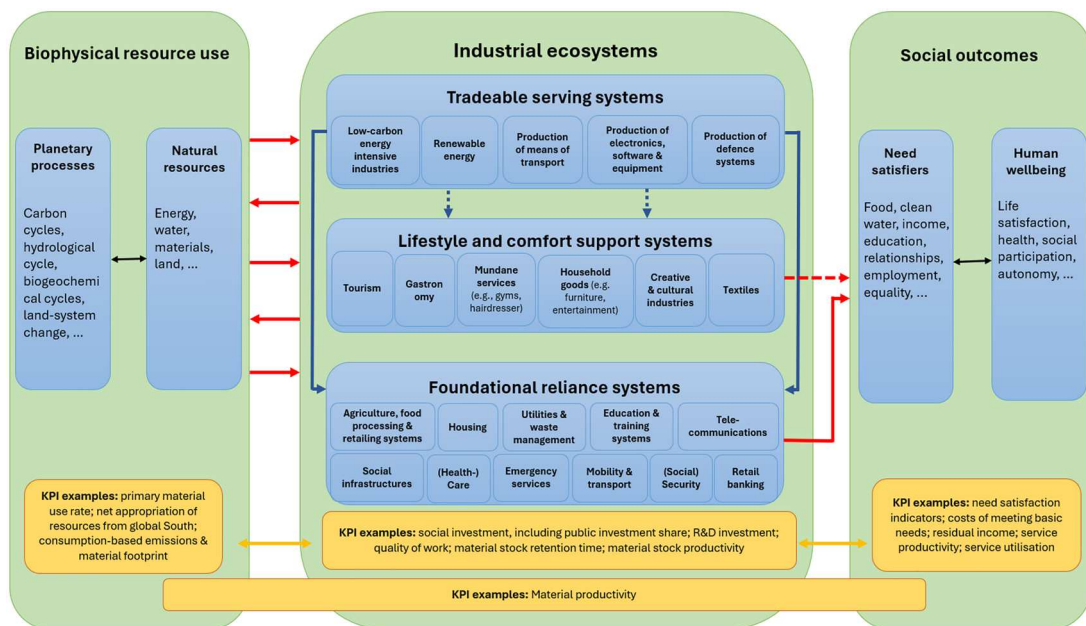 Biophysical resource use
Planetary
processes
Carbon
cycles,
hydrological
cycle,
biogeochemi
cal cycles,
land-system
change, ...
Natural
resources
Energy,
water,
materials,
land, ...
KPI examples: primary material
use rate; net appropriation of
resources from global South;
consumption-based emissions &
material footprint
Industrial ecosystems
Tradeable serving systems
Low-carbon
energy
intensive
industries
Renewable
energy
Production
of means of
transport
Production of
electronics,
software &
equipment
Production of
defence
systems
Lifestyle and comfort support systems
Tourism
Gastron
omy
Mundane
services
(e.g., gyms,
hairdresser)
Household
goods (e.g.
furniture,
entertainment)
Creative
& cultural
industries
Textiles
Foundational reliance systems
Agriculture, food
processing &
retailing systems
Housing
Utilities &
waste
management
Education &
training
systems
Tele-
communications
Social
infrastructures
(Health-)
Care
Emergency
services
Mobility &
transport
(Social)
Security
Retail
banking
KPI examples: social investment, including public investment share; R&D investment;
quality of work; material stock retention time; material stock productivity
Social outcomes
Need
satisfiers
Food, clean
water, income,
education,
relationships,
employment,
equality, ...
Human
wellbeing
Life
satisfaction,
health, social
participation,
autonomy, ...
KPI examples: need satisfaction
indicators; costs of meeting basic
needs; residual income; service
productivity; service utilisation
KPI examples: Material productivity